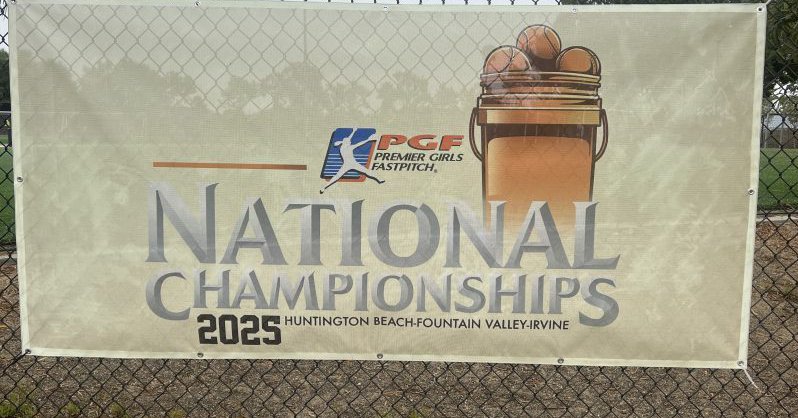 PGF
PREMIER GIRLS
FASTPITCH®
NATIONAL
CHAMPIONSHIPS
2025 HUNTINGTON BEACH-FOUNTAIN VALLEY-IRVINE